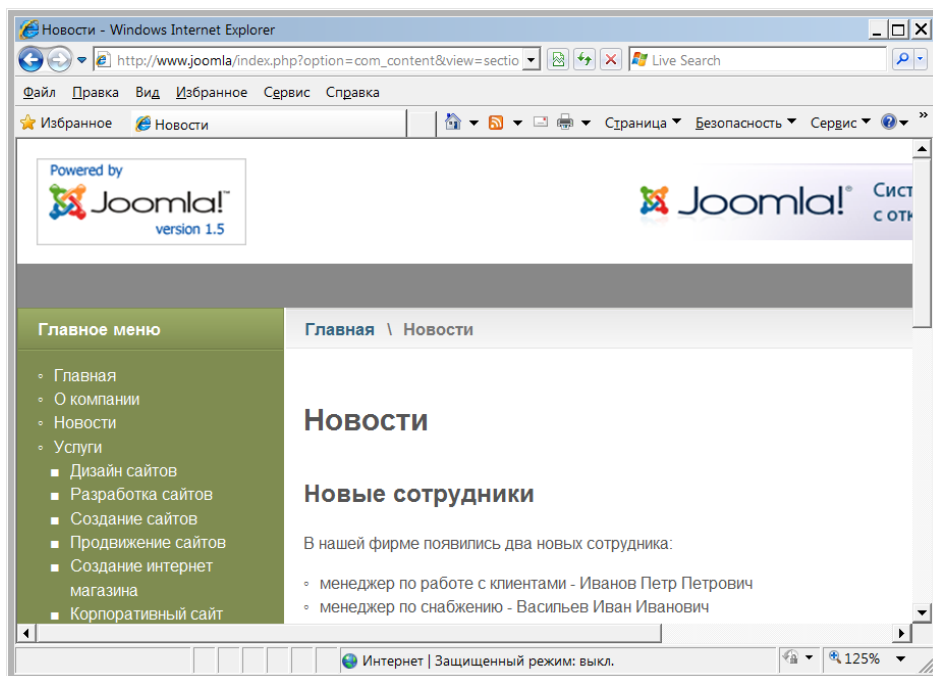 Новости - Windows Internet Explorer
http://www.joomla/index.php?option=com_content&view=sectio
Live Search
Файл Правка Вид Избранное Сервис Справка
Избранное Новости Страница Безопасность Сервис »
Powered by
Joomla!™
version 1.5
Joomla!®
Сист
с отк
Главное меню
Главная \ Новости
Главная
О компании
Новости
Услуги
Дизайн сайтов
Разработка сайтов
Создание сайтов
Продвижение сайтов
Создание интернет
магазина
Корпоративный сайт
Новости
Новые сотрудники
В нашей фирме появились два новых сотрудника:
менеджер по работе с клиентами - Иванов Петр Петрович
менеджер по снабжению - Васильев Иван Иванович
Интернет | Защищенный режим: выкл. 125%